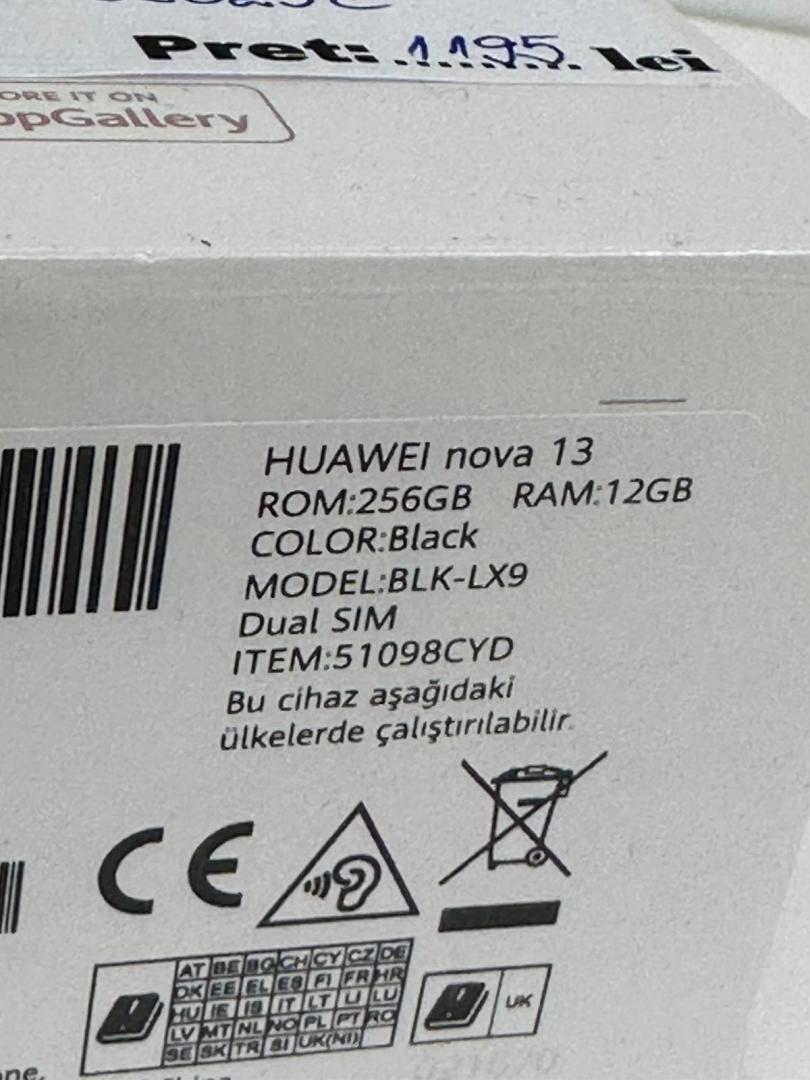 Pret: 1195 lei
ORE IT ON
ppGallery
HUAWEI nova 13
ROM:256GB RAM:12GB
COLOR:Black
MODEL:BLK-LX9
Dual SIM
ITEM:51098CYD
Bu cihaz aşağıdaki
ülkelerde çalıştırılabilir.
CE
AT BE BG CH CY CZ DE
DK EE EL ES FI FR HR
HU IE IS IT LT LI LU
LV MT NL NO PL PT RO
SE SK TR SI UK(NI)
UK